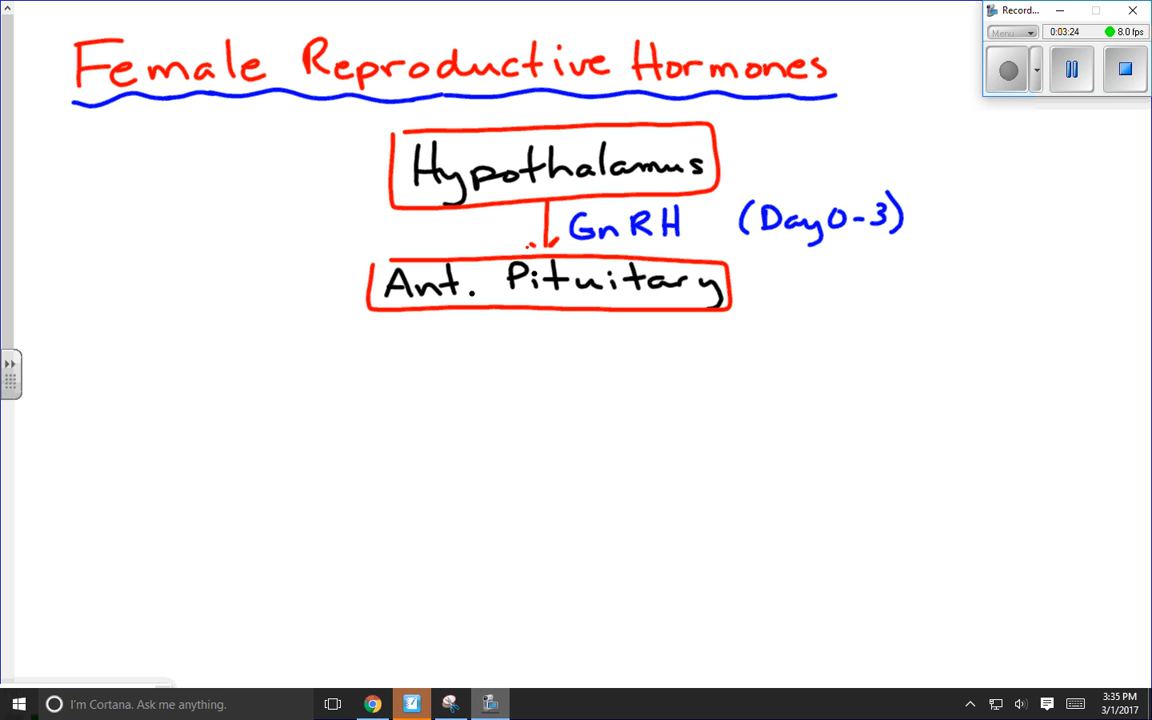 Record...
Menu
00:03:24
8.0 fps
Female Reproductive Hormones
Hypothalamus
GnRH (Day 0-3)
Ant. Pituitary
I'm Cortana. Ask me anything.
3:35 PM
3/1/2017